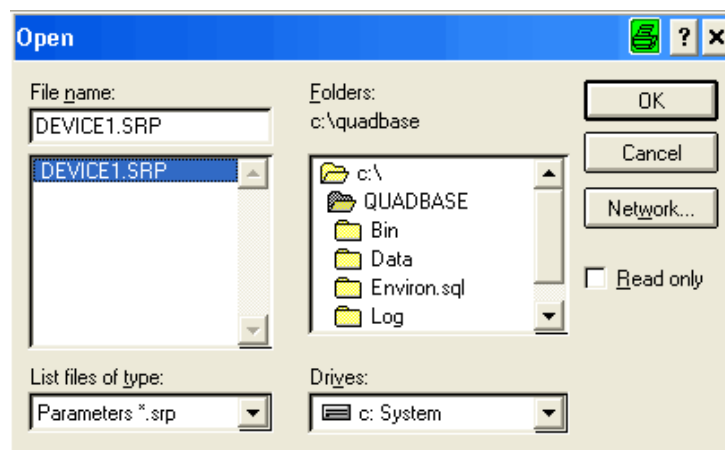 Open
?
File name:
DEVICE1.SRP
DEVICE1.SRP
List files of type:
Parameters *.srp
Folders:
c:\quadbase
c:\
QUADBASE
Bin
Data
Environ.sql
Log
Drives:
c: System
OK
Cancel
Network...
Read only